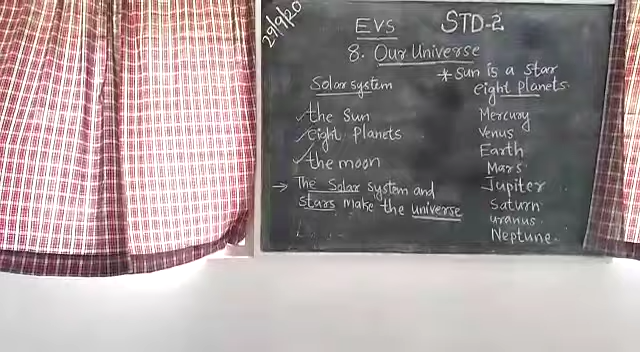 29/9/20
EVS STD-2
8. Our Universe
Solar system
✓ the Sun
✓ eight Planets
✓ the moon
→ The Solar system and
stars make the universe
* Sun is a star
eight planets.
Mercury
Venus
Earth
Mars
Jupiter
Saturn
uranus
Neptune.